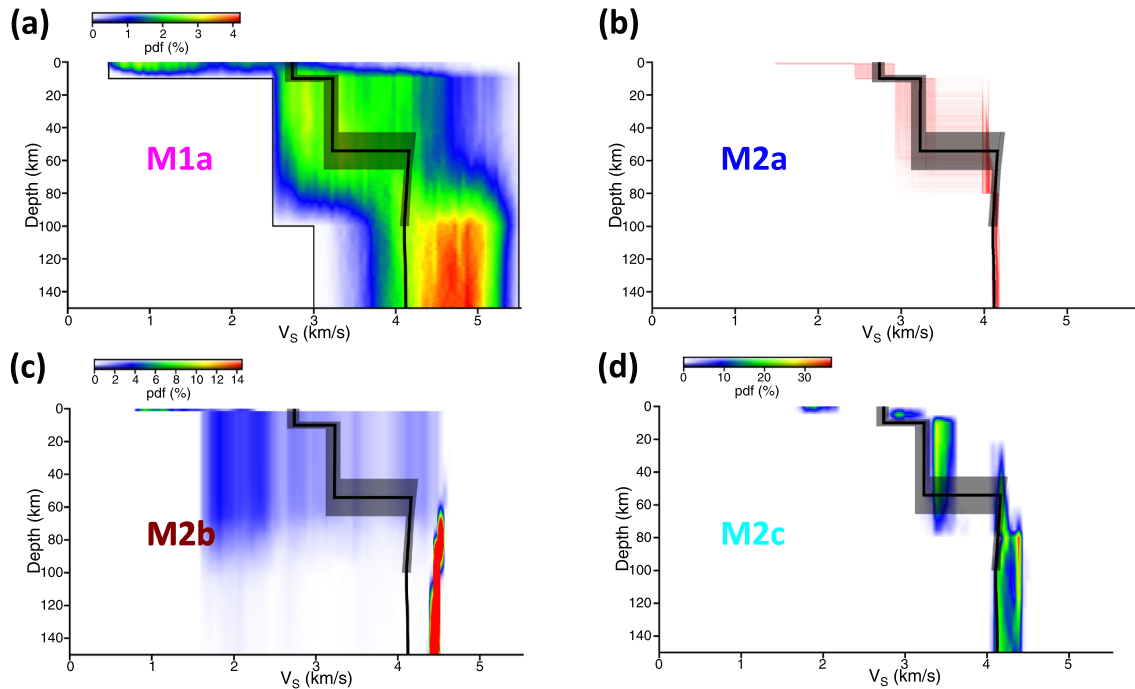 (a)
0 1 2 3 4
pdf (%)
0
20
40
60
80
100
120
140
Depth (km)
M1a
0 1 2 3 4 5
VS (km/s)
(b)
0
20
40
60
80
100
120
140
Depth (km)
M2a
0 1 2 3 4 5
VS (km/s)
(c)
0 2 4 6 8 10 12 14
pdf (%)
0
20
40
60
80
100
120
140
Depth (km)
M2b
0 1 2 3 4 5
VS (km/s)
(d)
0 10 20 30
pdf (%)
0
20
40
60
80
100
120
140
Depth (km)
M2c
0 1 2 3 4 5
VS (km/s)